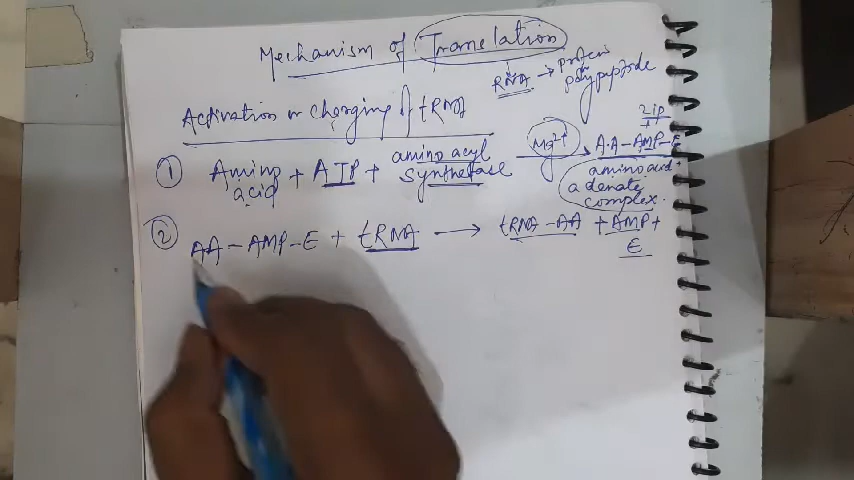 Mechanism of Translation
RNA → protein
polypeptide
Activation or charging of tRNA
① Amino acid + ATP + amino acyl synthetase Mg²⁺ → A.A – AMP – E + 2ip
amino acid adenate complex.
② AA – AMP – E + tRNA → tRNA – AA + AMP + E